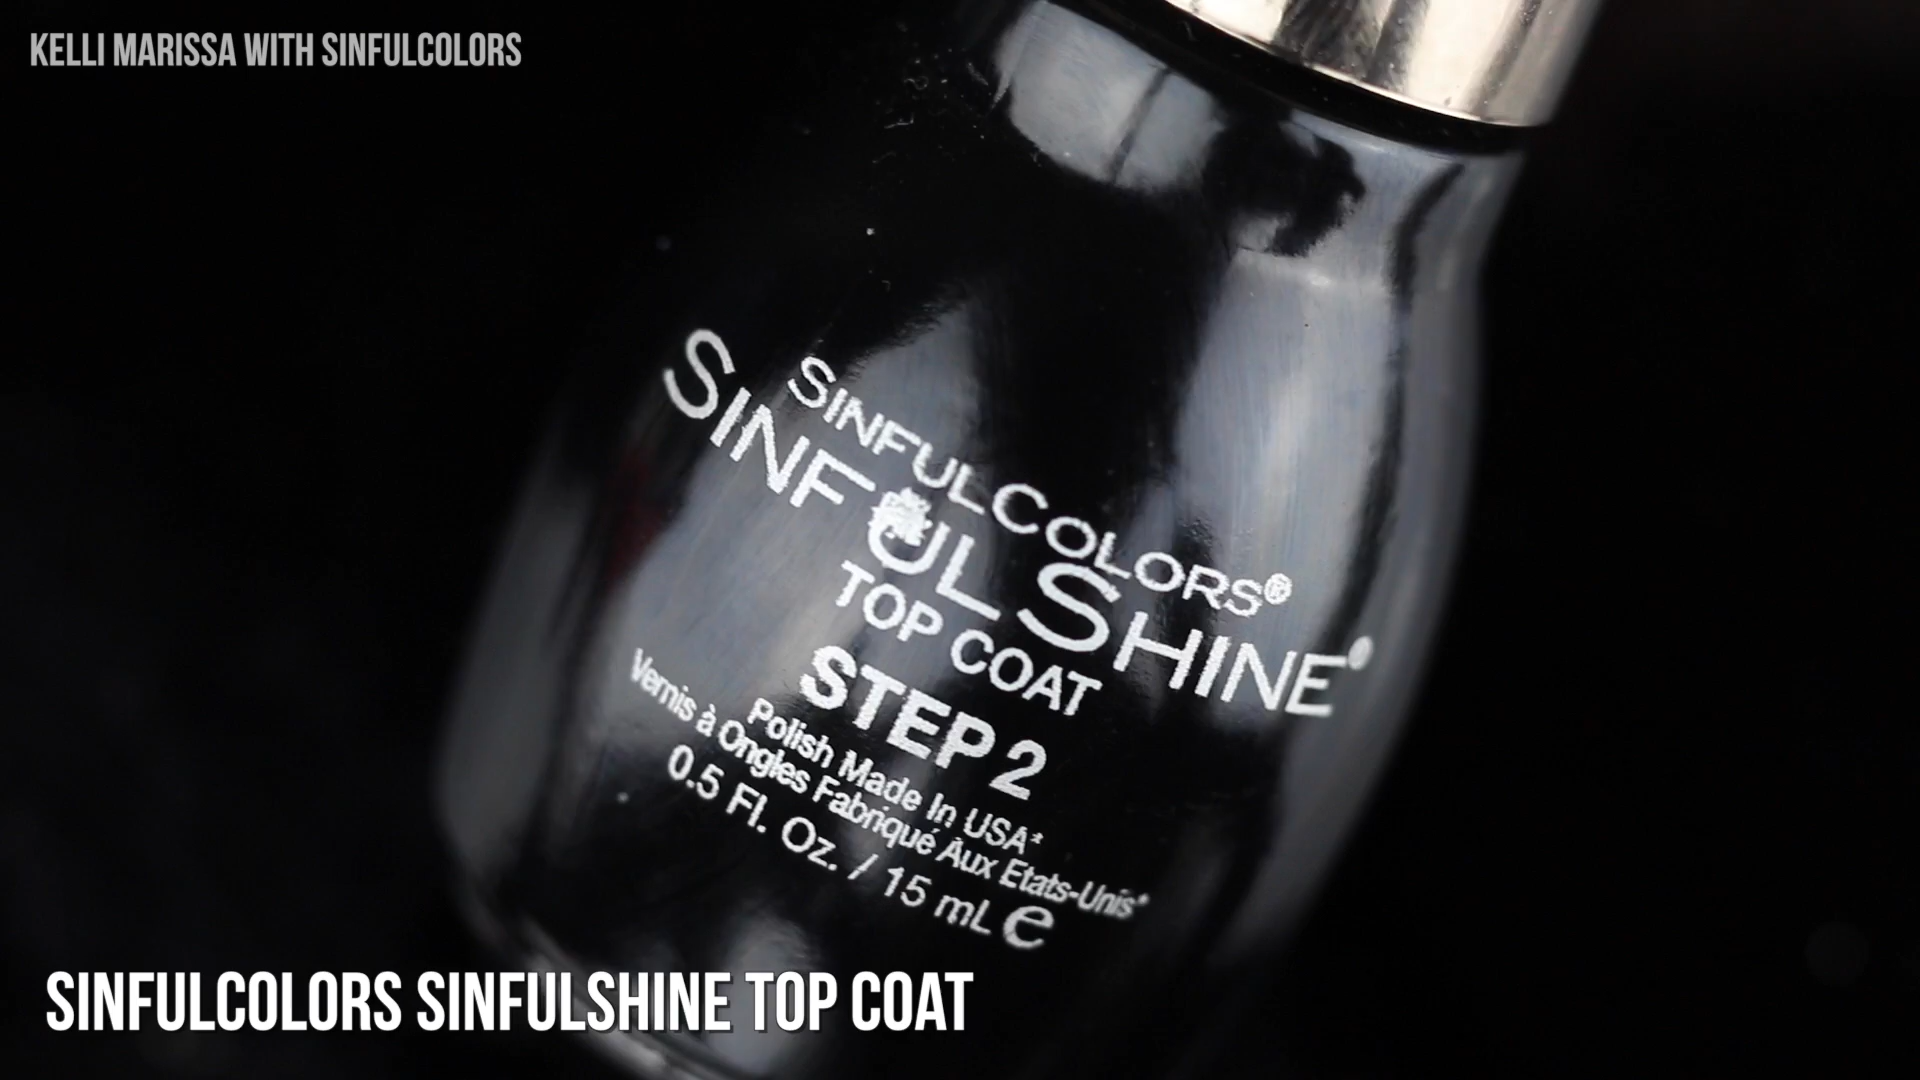 KELLI MARISSA WITH SINFULCOLORS
SINFULCOLORS®
SINFULSHINE®
TOP COAT
STEP 2
Polish Made In USA*
Vernis à Ongles Fabriqué Aux Etats-Unis*
0.5 Fl. Oz. / 15 mL e
SINFULCOLORS SINFULSHINE TOP COAT